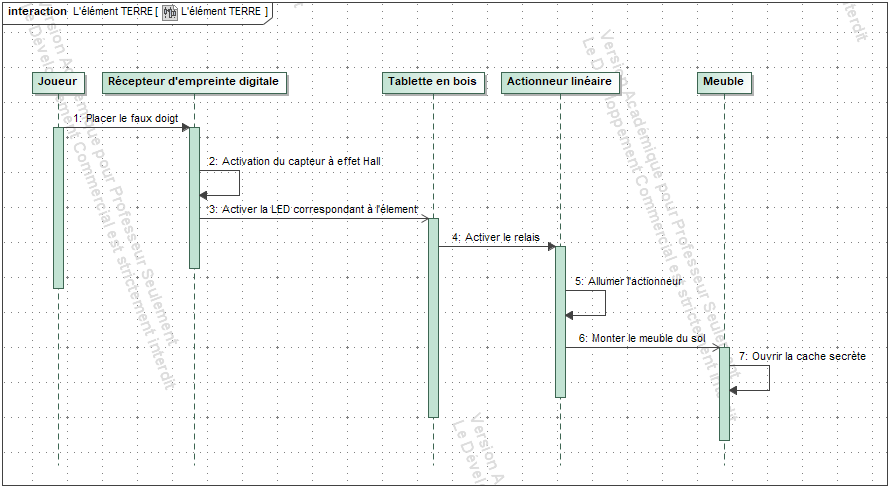 interaction L'élément TERRE [ L'élément TERRE ]
Joueur
Récepteur d'empreinte digitale
Tablette en bois
Actionneur linéaire
Meuble
1: Placer le faux doigt
2: Activation du capteur à effet Hall
3: Activer la LED correspondant à l'élement
4: Activer le relais
5: Allumer l'actionneur
6: Monter le meuble du sol
7: Ouvrir la cache secrète
Version Académique pour Professeur Seulement
Le Développement Commercial est strictement interdit
Version Académique pour Professeur Seulement
Le Développement Commercial est strictement interdit
Version A
Le Dével
interdit